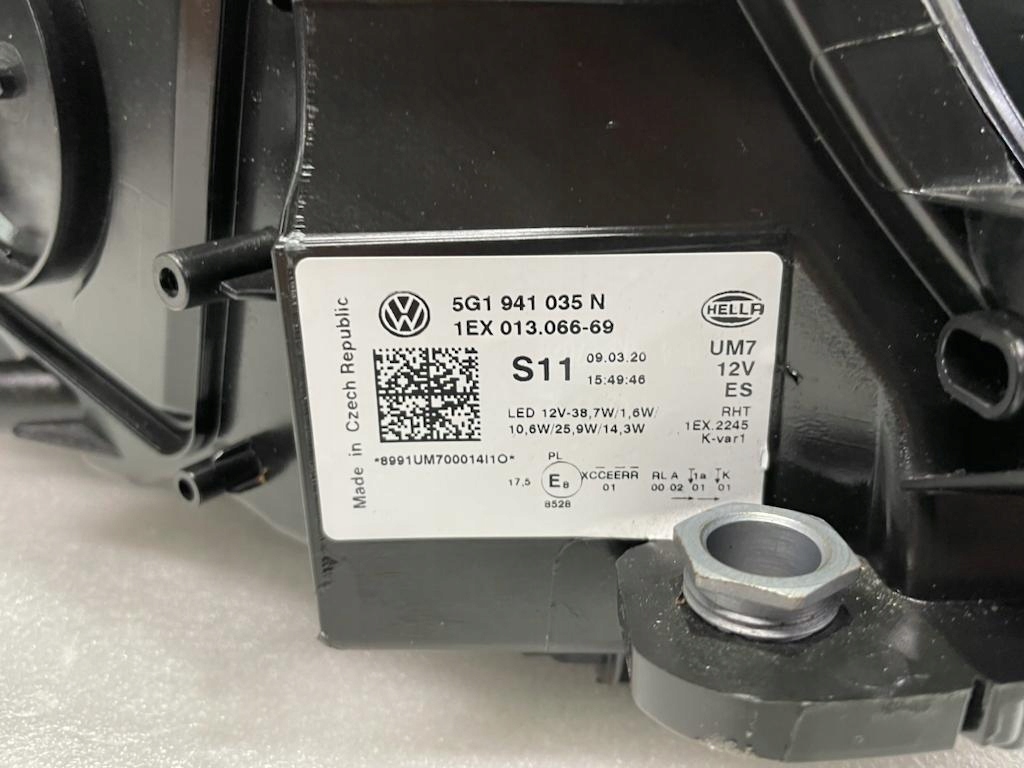 Made in Czech Republic
5G1 941 035 N
1EX 013.066-69
HELLA
S11
09.03.20
15:49:46
UM7
12V
ES
LED 12V-38,7W/1,6W/
10,6W/25,9W/14,3W
RHT
1EX.2245
K-var1
*8991UM700014I1O*
PL
17,5
E8
8528
XCCEERR
01
RL A 1a K
00 02 01 01